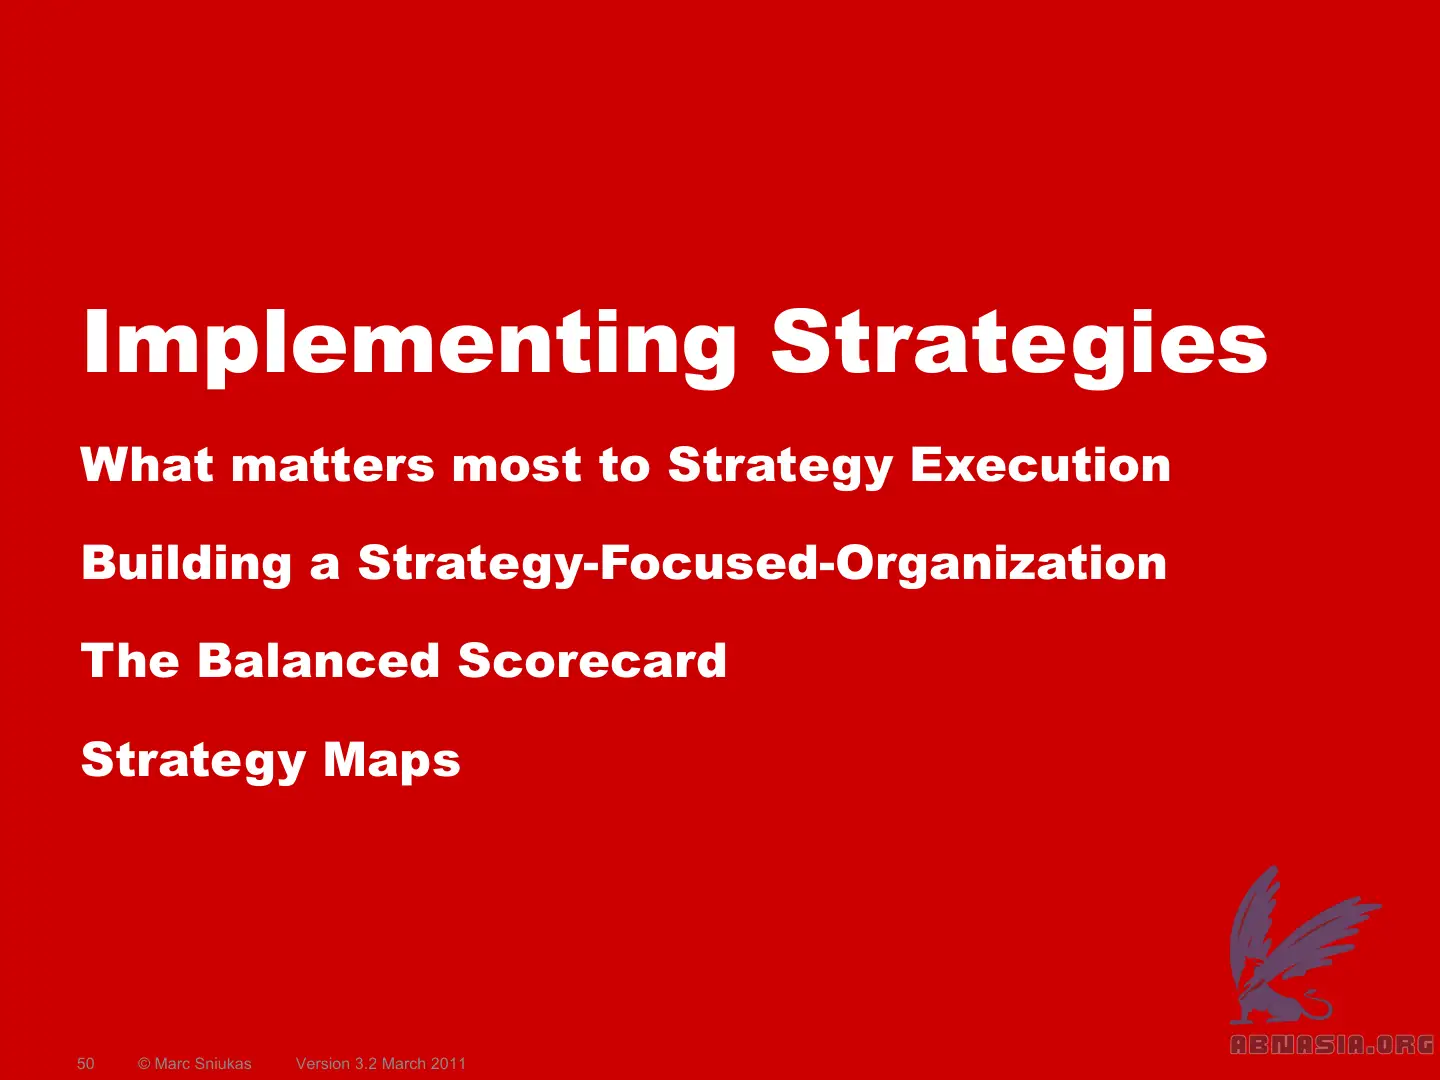 Implementing Strategies
What matters most to Strategy Execution
Building a Strategy-Focused-Organization
The Balanced Scorecard
Strategy Maps
50 © Marc Sniukas Version 3.2 March 2011
ABNASIA.ORG